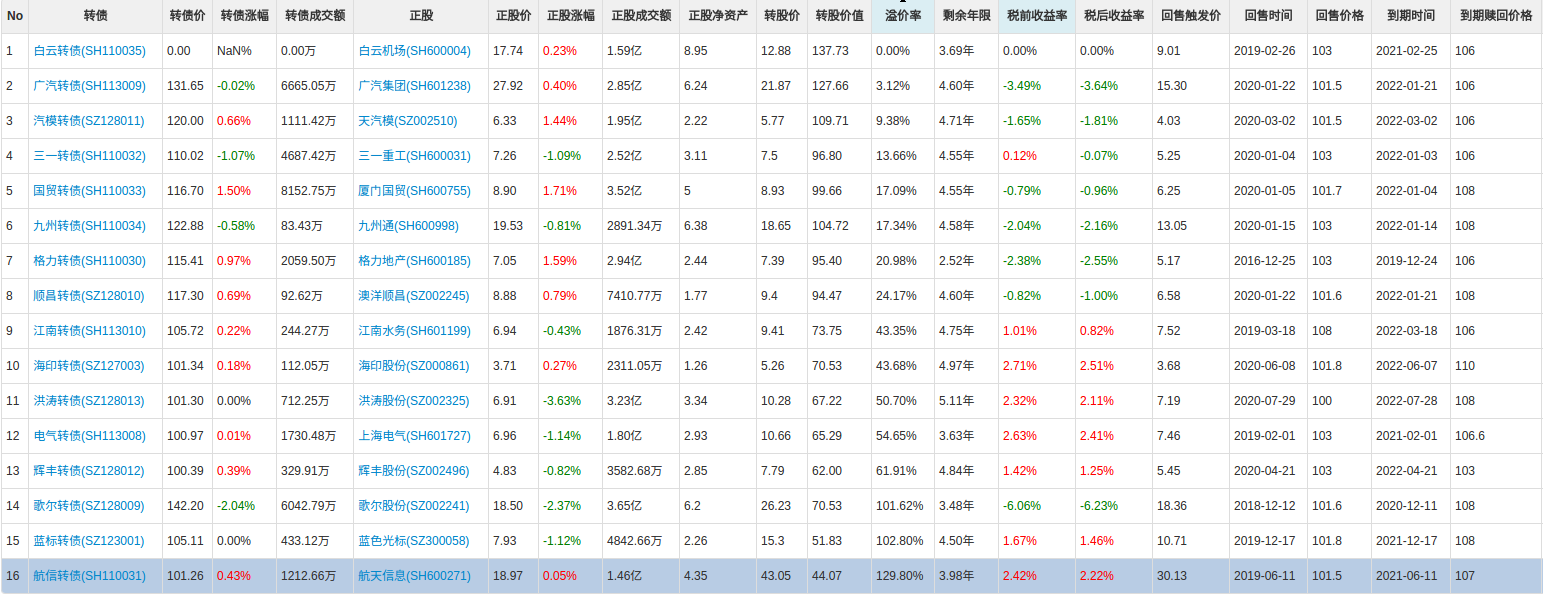 No 转债 转债价 转债涨幅 转债成交额 正股 正股价 正股涨幅 正股成交额 正股净资产 转股价 转股价值 溢价率 剩余年限 税前收益率 税后收益率 回售触发价 回售时间 回售价格 到期时间 到期赎回价格
1 白云转债(SH110035) 0.00 NaN% 0.00万 白云机场(SH600004) 17.74 0.23% 1.59亿 8.95 12.88 137.73 0.00% 3.69年 0.00% 0.00% 9.01 2019-02-26 103 2021-02-25 106
2 广汽转债(SH113009) 131.65 -0.02% 6665.05万 广汽集团(SH601238) 27.92 0.40% 2.85亿 6.24 21.87 127.66 3.12% 4.60年 -3.49% -3.64% 15.30 2020-01-22 101.5 2022-01-21 106
3 汽模转债(SZ128011) 120.00 0.66% 1111.42万 天汽模(SZ002510) 6.33 1.44% 1.95亿 2.22 5.77 109.71 9.38% 4.71年 -1.65% -1.81% 4.03 2020-03-02 101.5 2022-03-02 106
4 三一转债(SH110032) 110.02 -1.07% 4687.42万 三一重工(SH600031) 7.26 -1.09% 2.52亿 3.11 7.5 96.80 13.66% 4.55年 0.12% -0.07% 5.25 2020-01-04 103 2022-01-03 106
5 国贸转债(SH110033) 116.70 1.50% 8152.75万 厦门国贸(SH600755) 8.90 1.71% 3.52亿 5 8.93 99.66 17.09% 4.55年 -0.79% -0.96% 6.25 2020-01-05 101.7 2022-01-04 108
6 九州转债(SH110034) 122.88 -0.58% 83.43万 九州通(SH600998) 19.53 -0.81% 2891.34万 6.38 18.65 104.72 17.34% 4.58年 -2.04% -2.16% 13.05 2020-01-15 103 2022-01-14 108
7 格力转债(SH110030) 115.41 0.97% 2059.50万 格力地产(SH600185) 7.05 1.59% 2.94亿 2.44 7.39 95.40 20.98% 2.52年 -2.38% -2.55% 5.17 2016-12-25 103 2019-12-24 106
8 顺昌转债(SZ128010) 117.30 0.69% 92.62万 澳洋顺昌(SZ002245) 8.88 0.79% 7410.77万 1.77 9.4 94.47 24.17% 4.60年 -0.82% -1.00% 6.58 2020-01-22 101.6 2022-01-21 108
9 江南转债(SH113010) 105.72 0.22% 244.27万 江南水务(SH601199) 6.94 -0.43% 1876.31万 2.42 9.41 73.75 43.35% 4.75年 1.01% 0.82% 7.52 2019-03-18 108 2022-03-18 106
10 海印转债(SZ127003) 101.34 0.18% 112.05万 海印股份(SZ000861) 3.71 0.27% 2311.05万 1.26 5.26 70.53 43.68% 4.97年 2.71% 2.51% 3.68 2020-06-08 101.8 2022-06-07 110
11 洪涛转债(SZ128013) 101.30 0.00% 712.25万 洪涛股份(SZ002325) 6.91 -3.63% 3.23亿 3.34 10.28 67.22 50.70% 5.11年 2.32% 2.11% 7.19 2020-07-29 100 2022-07-28 108
12 电气转债(SH113008) 100.97 0.01% 1730.48万 上海电气(SH601727) 6.96 -1.14% 1.80亿 2.93 10.66 65.29 54.65% 3.63年 2.63% 2.41% 7.46 2019-02-01 103 2021-02-01 106.6
13 辉丰转债(SZ128012) 100.39 0.39% 329.91万 辉丰股份(SZ002496) 4.83 -0.82% 3582.68万 2.85 7.79 62.00 61.91% 4.84年 1.42% 1.25% 5.45 2020-04-21 103 2022-04-21 103
14 歌尔转债(SZ128009) 142.20 -2.04% 6042.79万 歌尔股份(SZ002241) 18.50 -2.37% 3.65亿 6.2 26.23 70.53 101.62% 3.48年 -6.06% -6.23% 18.36 2018-12-12 101.6 2020-12-11 108
15 蓝标转债(SZ123001) 105.11 0.00% 433.12万 蓝色光标(SZ300058) 7.93 -1.12% 4842.66万 2.26 15.3 51.83 102.80% 4.50年 1.67% 1.46% 10.71 2019-12-17 101.8 2021-12-17 108
16 航信转债(SH110031) 101.26 0.43% 1212.66万 航天信息(SH600271) 18.97 0.05% 1.46亿 4.35 43.05 44.07 129.80% 3.98年 2.42% 2.22% 30.13 2019-06-11 101.5 2021-06-11 107